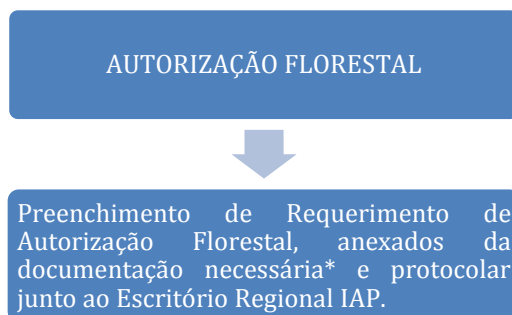 AUTORIZAÇÃO FLORESTAL
Preenchimento de Requerimento de
Autorização Florestal, anexados da
documentação necessária* e protocolar
junto ao Escritório Regional IAP.